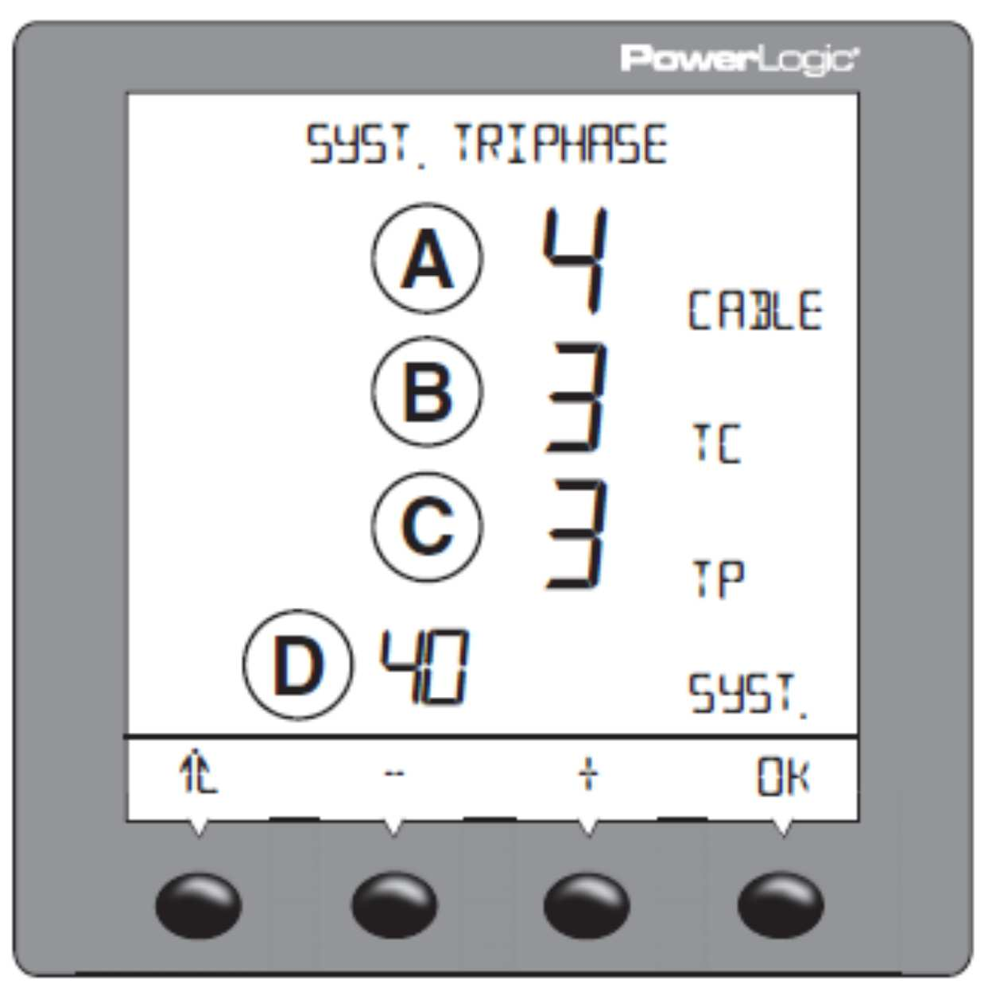 PowerLogic®
SYST. TRIPHASE
A 4 CABLE
B 3 TC
C 3 TP
D 40 SYST.
- + OK